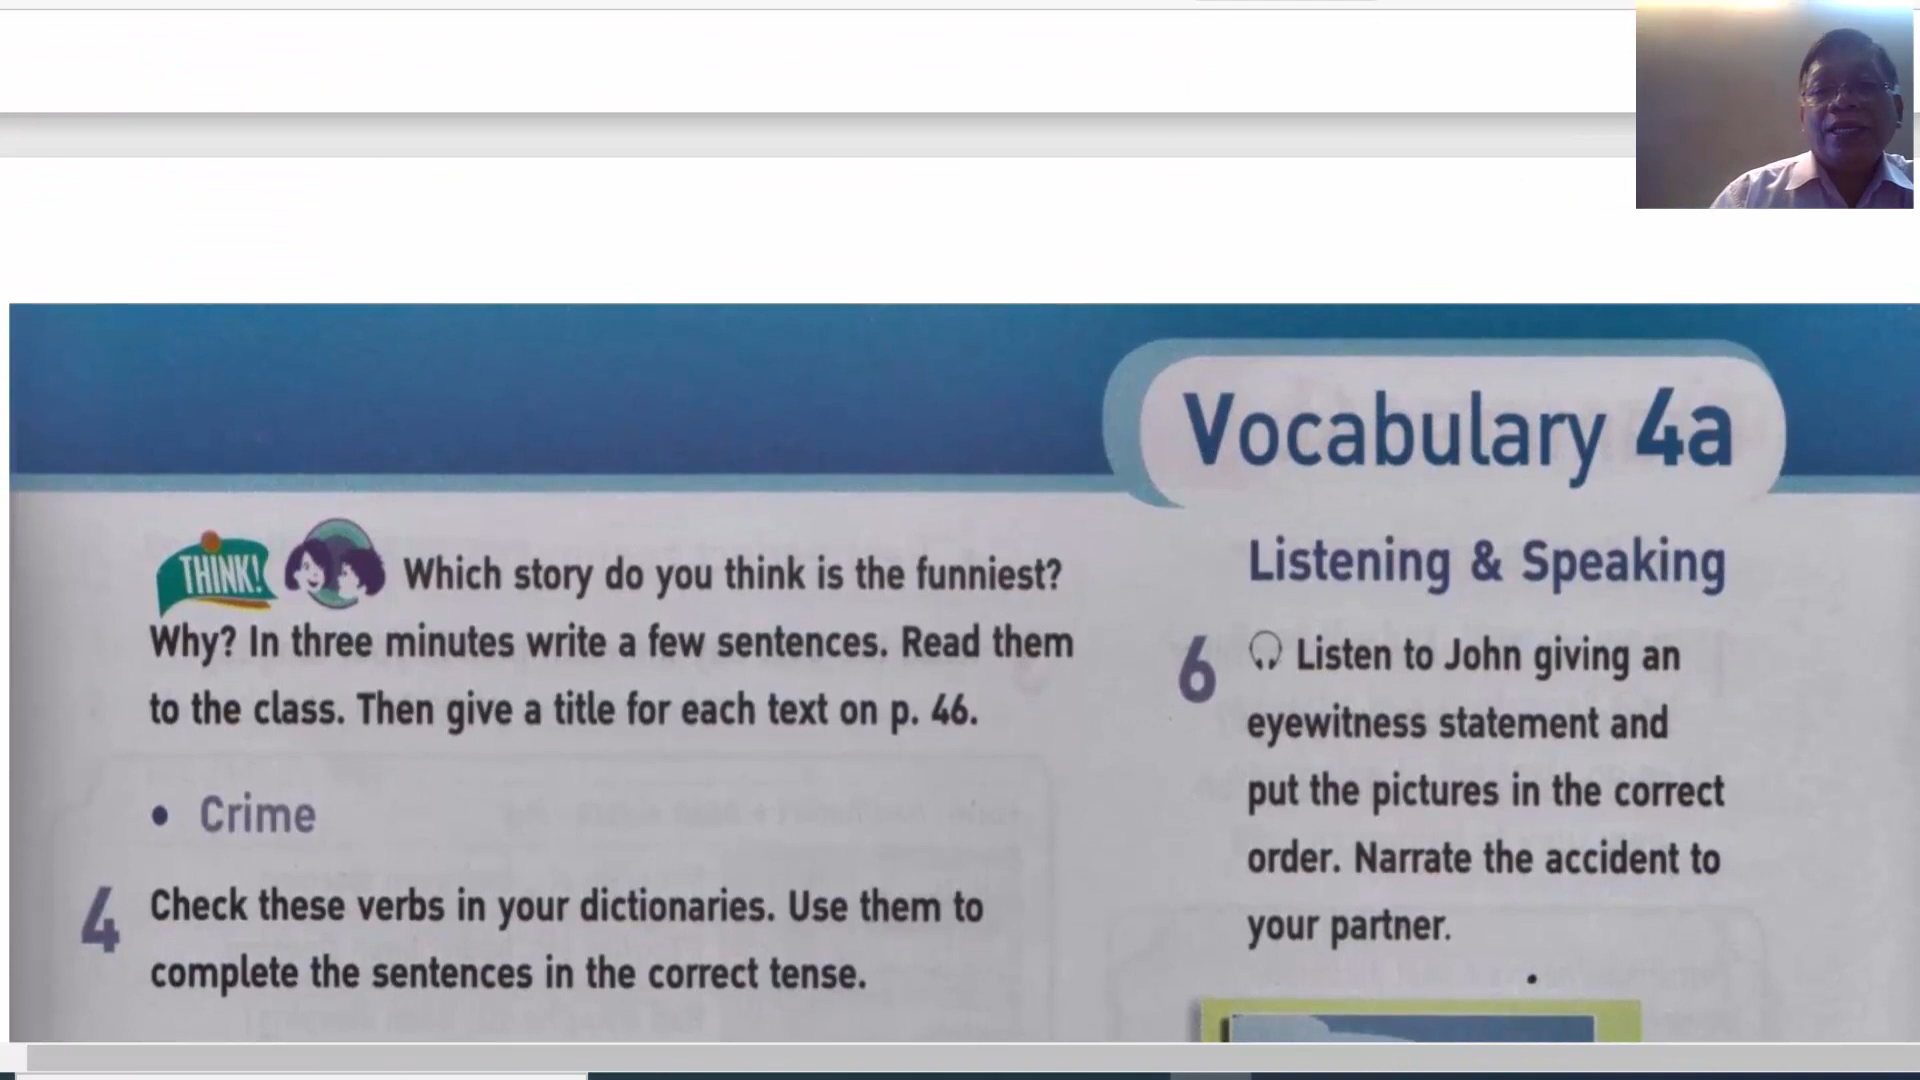 Vocabulary 4a
THINK! Which story do you think is the funniest?
Why? In three minutes write a few sentences. Read them
to the class. Then give a title for each text on p. 46.
• Crime
4 Check these verbs in your dictionaries. Use them to
complete the sentences in the correct tense.
Listening & Speaking
6 Listen to John giving an
eyewitness statement and
put the pictures in the correct
order. Narrate the accident to
your partner.